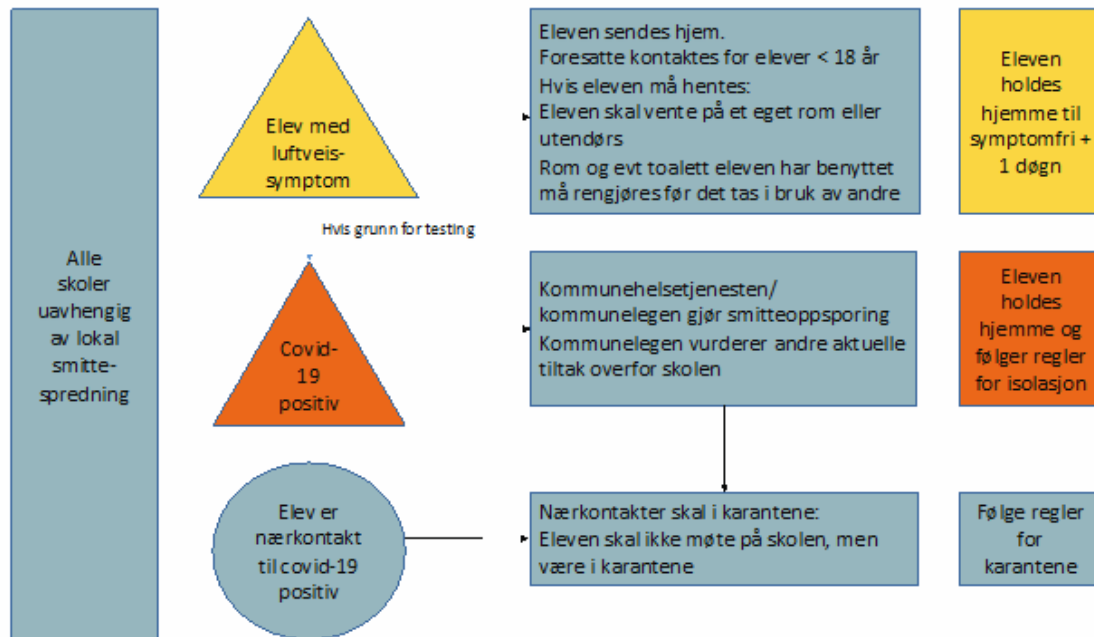 Alle
skoler
uavhengig
av lokal
smitte-
spredning
Elev med
luftveis-
symptom
Eleven sendes hjem.
Foresatte kontaktes for elever < 18 år
Hvis eleven må hentes:
Eleven skal vente på et eget rom eller
utendørs
Rom og evt toalett eleven har benyttet
må rengjøres før det tas i bruk av andre
Eleven
holdes
hjemme til
symptomfri +
1 døgn
Hvis grunn for testing
Covid-
19
positiv
Kommunehelsetjenesten/
kommunelegen gjør smitteoppsporing
Kommunelegen vurderer andre aktuelle
tiltak overfor skolen
Eleven
holdes
hjemme og
følger regler
for isolasjon
Elev er
nærkontakt
til covid-19
positiv
Nærkontakter skal i karantene:
Eleven skal ikke møte på skolen, men
være i karantene
Følge regler
for
karantene